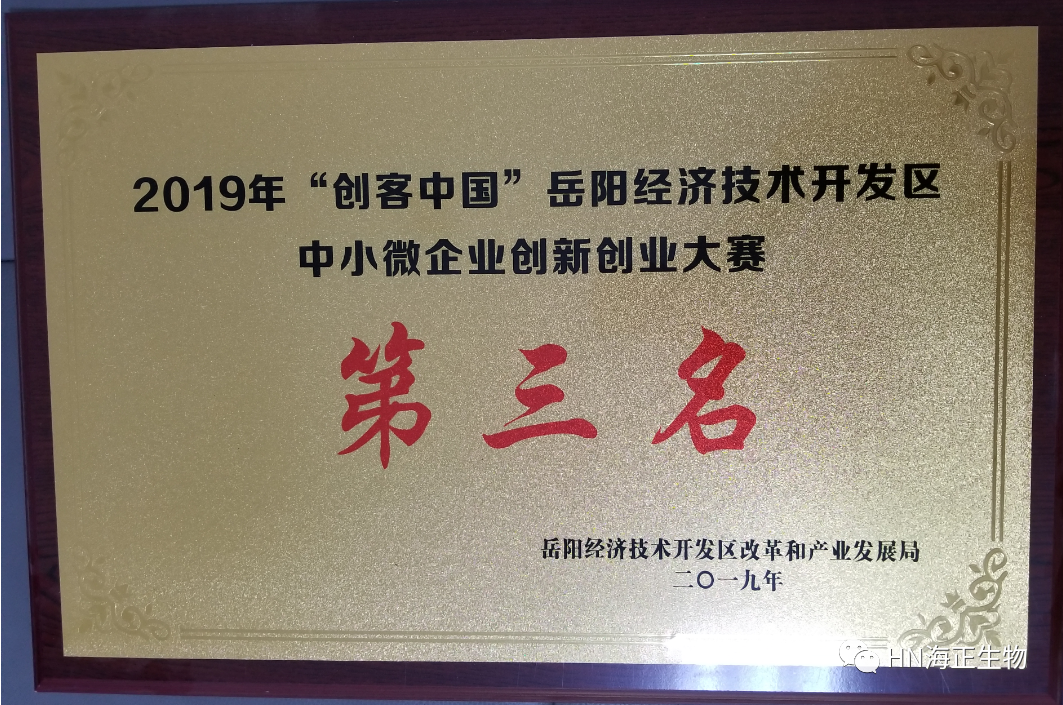 2019年“创客中国”岳阳经济技术开发区
中小微企业创新创业大赛
第三名
岳阳经济技术开发区改革和产业发展局
二〇一九年
HN海正生物